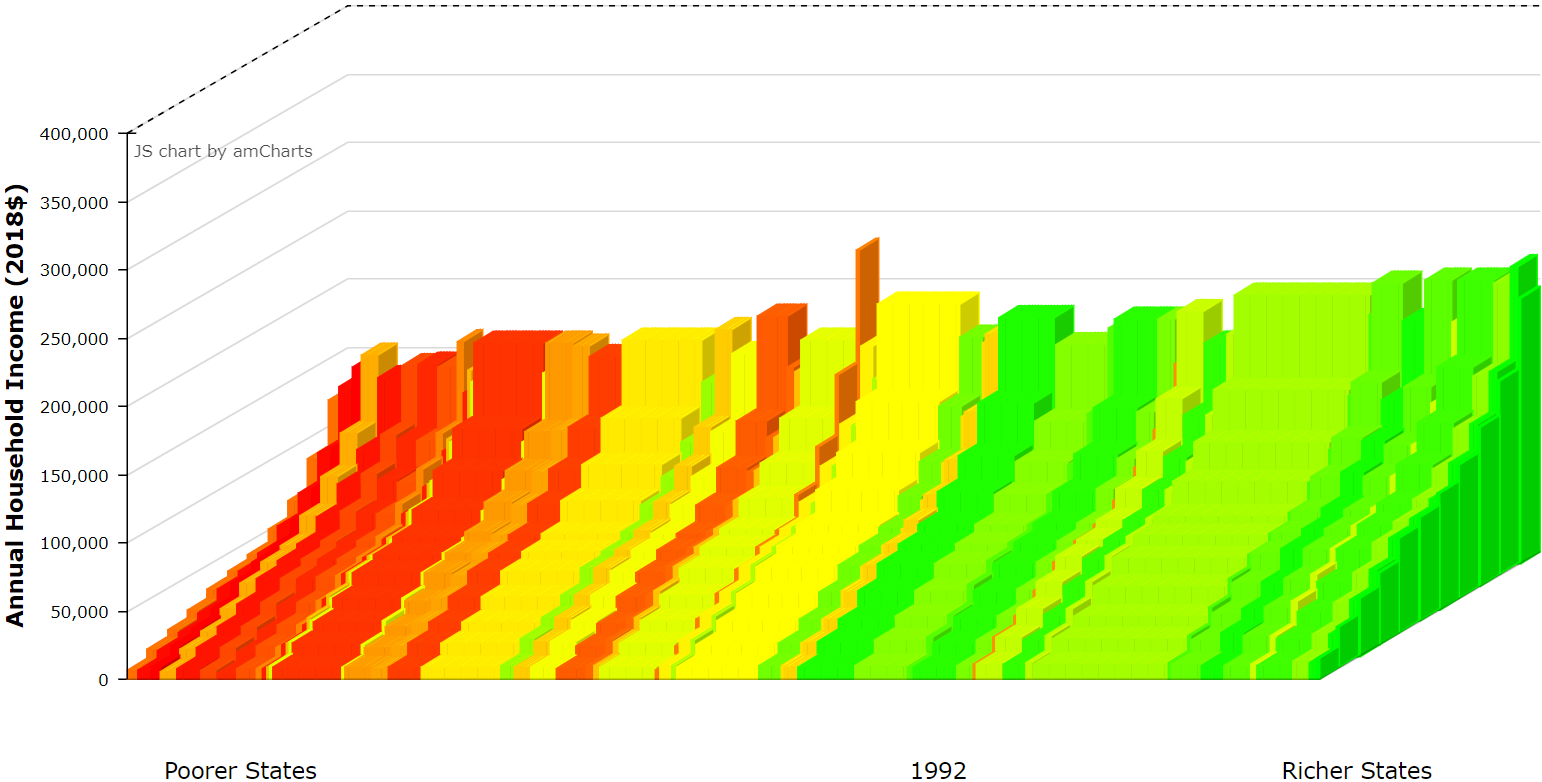 400,000
JS chart by amCharts
350,000
300,000
250,000
200,000
150,000
100,000
50,000
0
Annual Household Income (2018$)
Poorer States
1992
Richer States